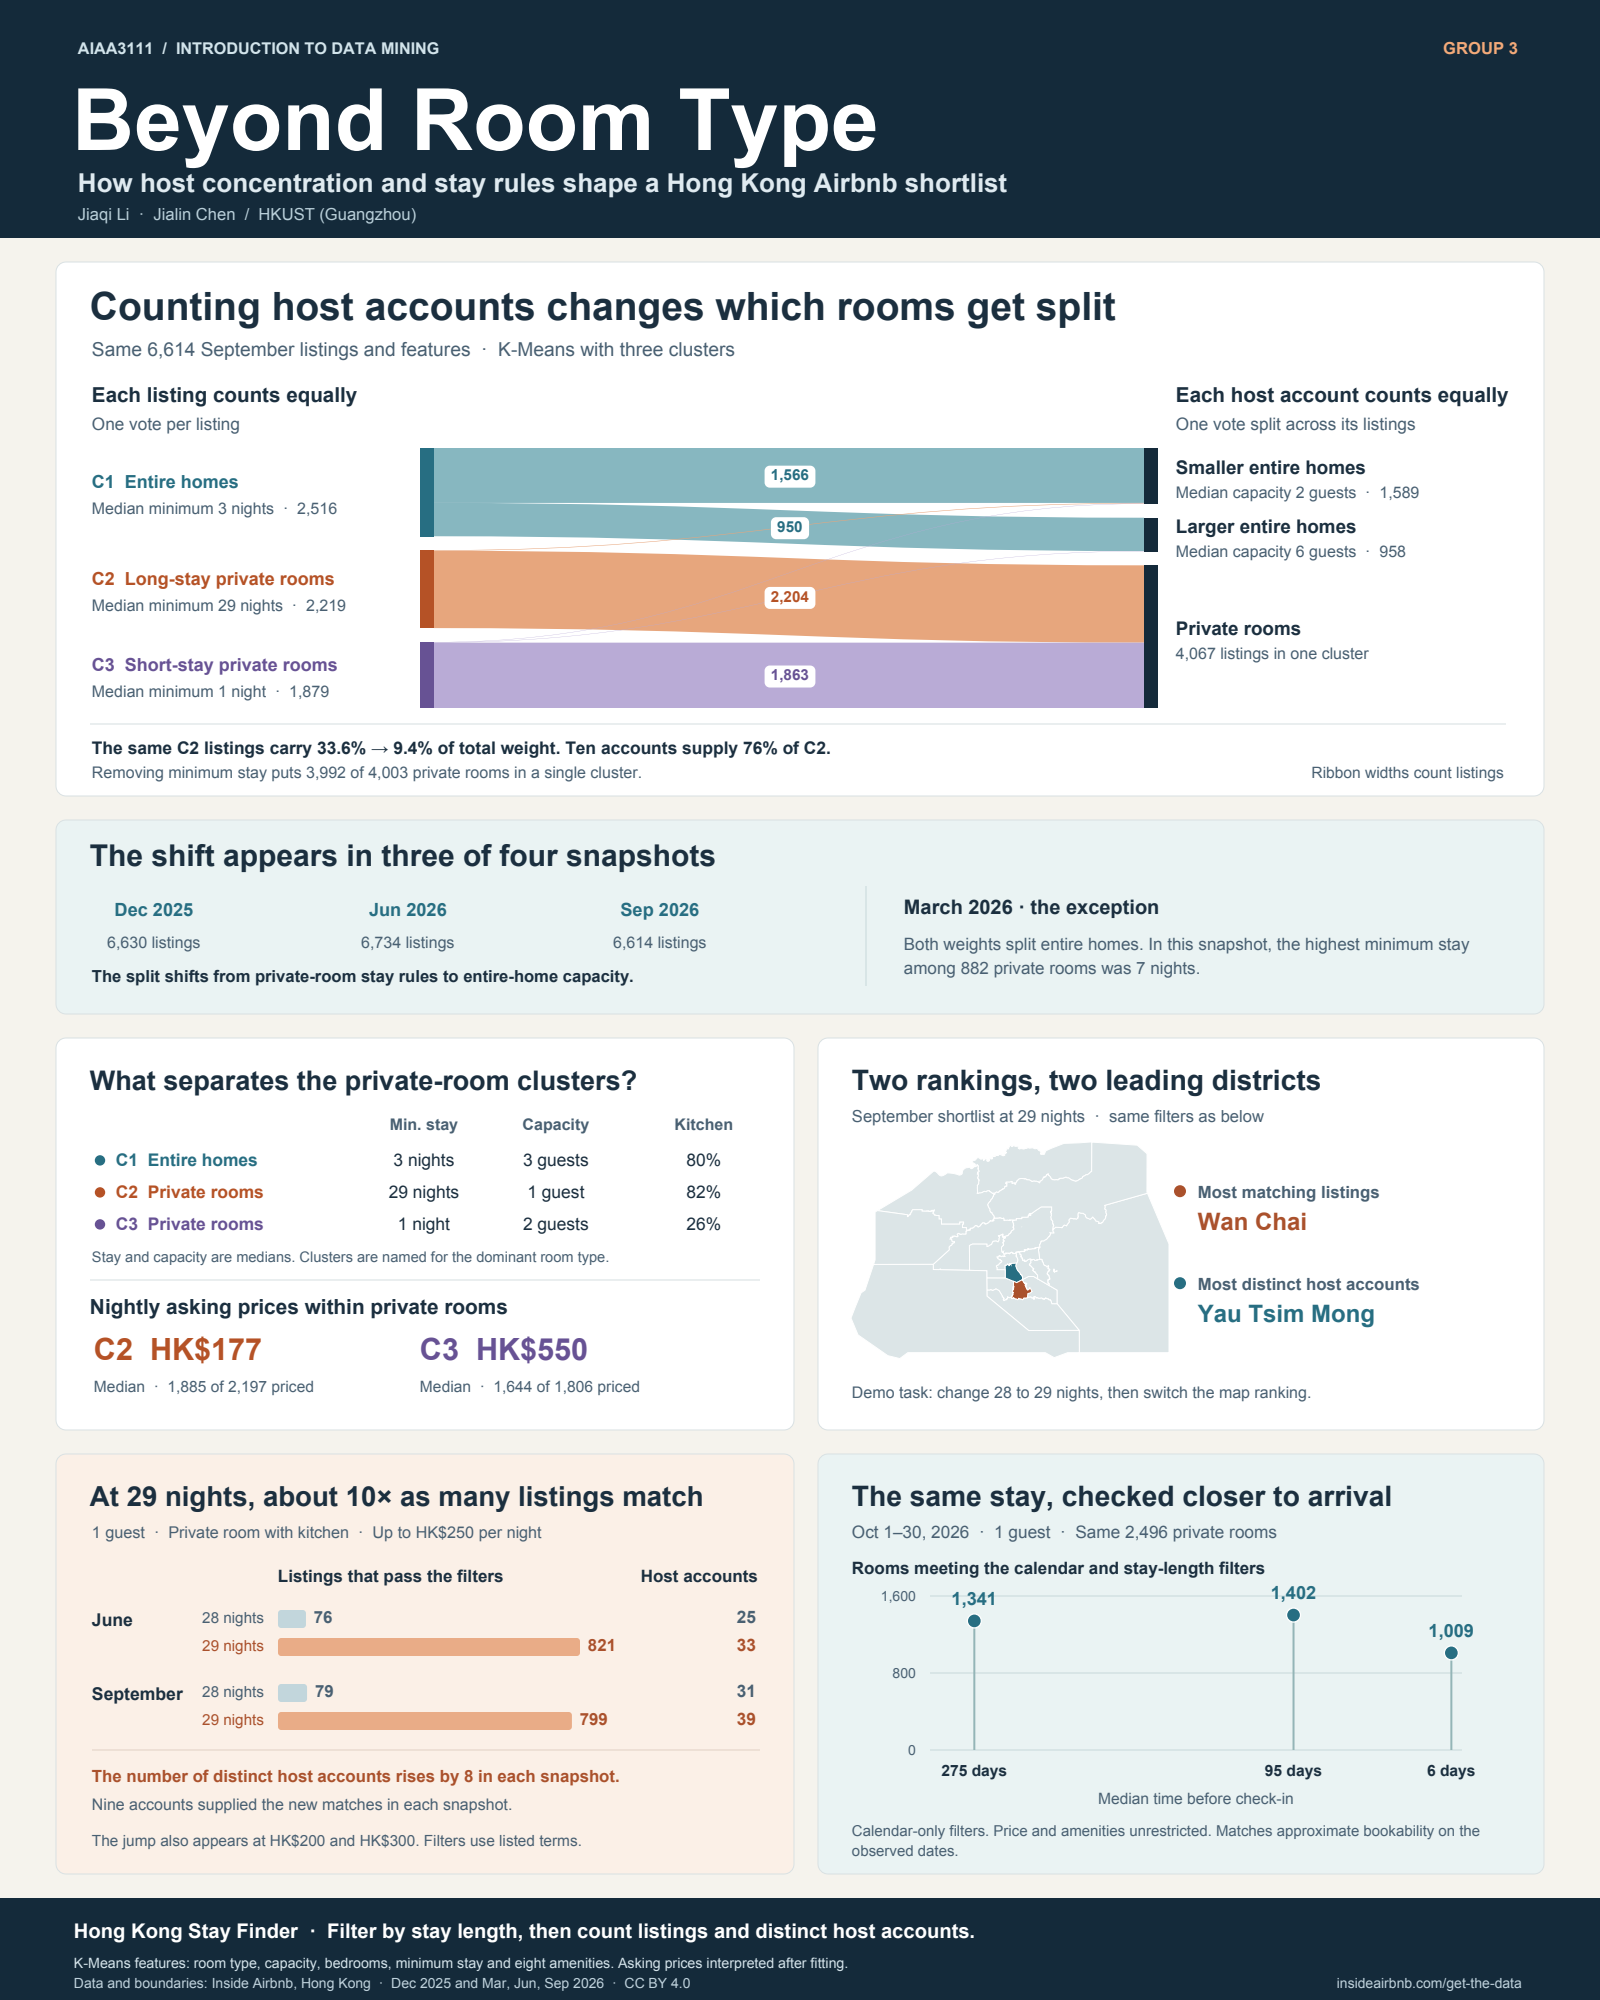 AIAA3111 / INTRODUCTION TO DATA MINING
GROUP 3
Beyond Room Type
How host concentration and stay rules shape a Hong Kong Airbnb shortlist
Jiaqi Li · Jialin Chen / HKUST (Guangzhou)
Counting host accounts changes which rooms get split
Same 6,614 September listings and features · K-Means with three clusters
Each listing counts equally
One vote per listing
Each host account counts equally
One vote split across its listings
C1 Entire homes
Median minimum 3 nights · 2,516
C2 Long-stay private rooms
Median minimum 29 nights · 2,219
C3 Short-stay private rooms
Median minimum 1 night · 1,879
1,566
950
2,204
1,863
Smaller entire homes
Median capacity 2 guests · 1,589
Larger entire homes
Median capacity 6 guests · 958
Private rooms
4,067 listings in one cluster
The same C2 listings carry 33.6% → 9.4% of total weight. Ten accounts supply 76% of C2.
Removing minimum stay puts 3,992 of 4,003 private rooms in a single cluster.
Ribbon widths count listings
The shift appears in three of four snapshots
Dec 2025 Jun 2026 Sep 2026
6,630 listings 6,734 listings 6,614 listings
The split shifts from private-room stay rules to entire-home capacity.
March 2026 · the exception
Both weights split entire homes. In this snapshot, the highest minimum stay
among 882 private rooms was 7 nights.
What separates the private-room clusters?
Min. stay Capacity Kitchen
C1 Entire homes 3 nights 3 guests 80%
C2 Private rooms 29 nights 1 guest 82%
C3 Private rooms 1 night 2 guests 26%
Stay and capacity are medians. Clusters are named for the dominant room type.
Nightly asking prices within private rooms
C2 HK$177 C3 HK$550
Median · 1,885 of 2,197 priced Median · 1,644 of 1,806 priced
Two rankings, two leading districts
September shortlist at 29 nights · same filters as below
Most matching listings
Wan Chai
Most distinct host accounts
Yau Tsim Mong
Demo task: change 28 to 29 nights, then switch the map ranking.
At 29 nights, about 10× as many listings match
1 guest · Private room with kitchen · Up to HK$250 per night
Listings that pass the filters Host accounts
June 28 nights 76 25
29 nights 821 33
September 28 nights 79 31
29 nights 799 39
The number of distinct host accounts rises by 8 in each snapshot.
Nine accounts supplied the new matches in each snapshot.
The jump also appears at HK$200 and HK$300. Filters use listed terms.
The same stay, checked closer to arrival
Oct 1–30, 2026 · 1 guest · Same 2,496 private rooms
Rooms meeting the calendar and stay-length filters
1,600
800
0
1,341
1,402
1,009
275 days 95 days 6 days
Median time before check-in
Calendar-only filters. Price and amenities unrestricted. Matches approximate bookability on the
observed dates.
Hong Kong Stay Finder · Filter by stay length, then count listings and distinct host accounts.
K-Means features: room type, capacity, bedrooms, minimum stay and eight amenities. Asking prices interpreted after fitting.
Data and boundaries: Inside Airbnb, Hong Kong · Dec 2025 and Mar, Jun, Sep 2026 · CC BY 4.0
insideairbnb.com/get-the-data